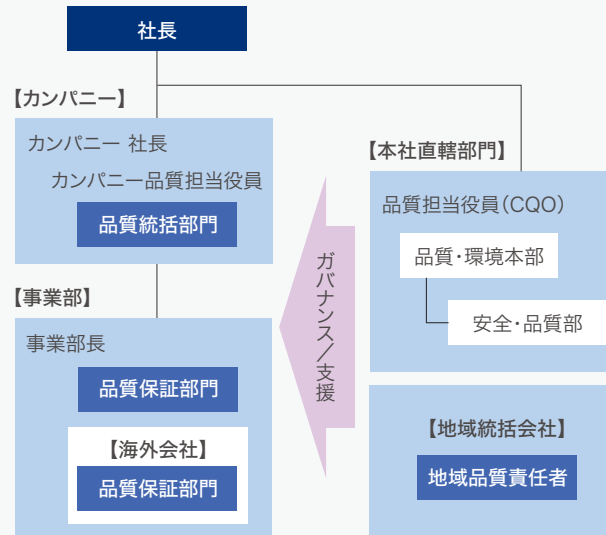 社長
【カンパニー】
カンパニー 社長
カンパニー品質担当役員
品質統括部門
【事業部】
事業部長
品質保証部門
【海外会社】
品質保証部門
ガバナンス/支援
【本社直轄部門】
品質担当役員(CQO)
品質・環境本部
安全・品質部
【地域統括会社】
地域品質責任者